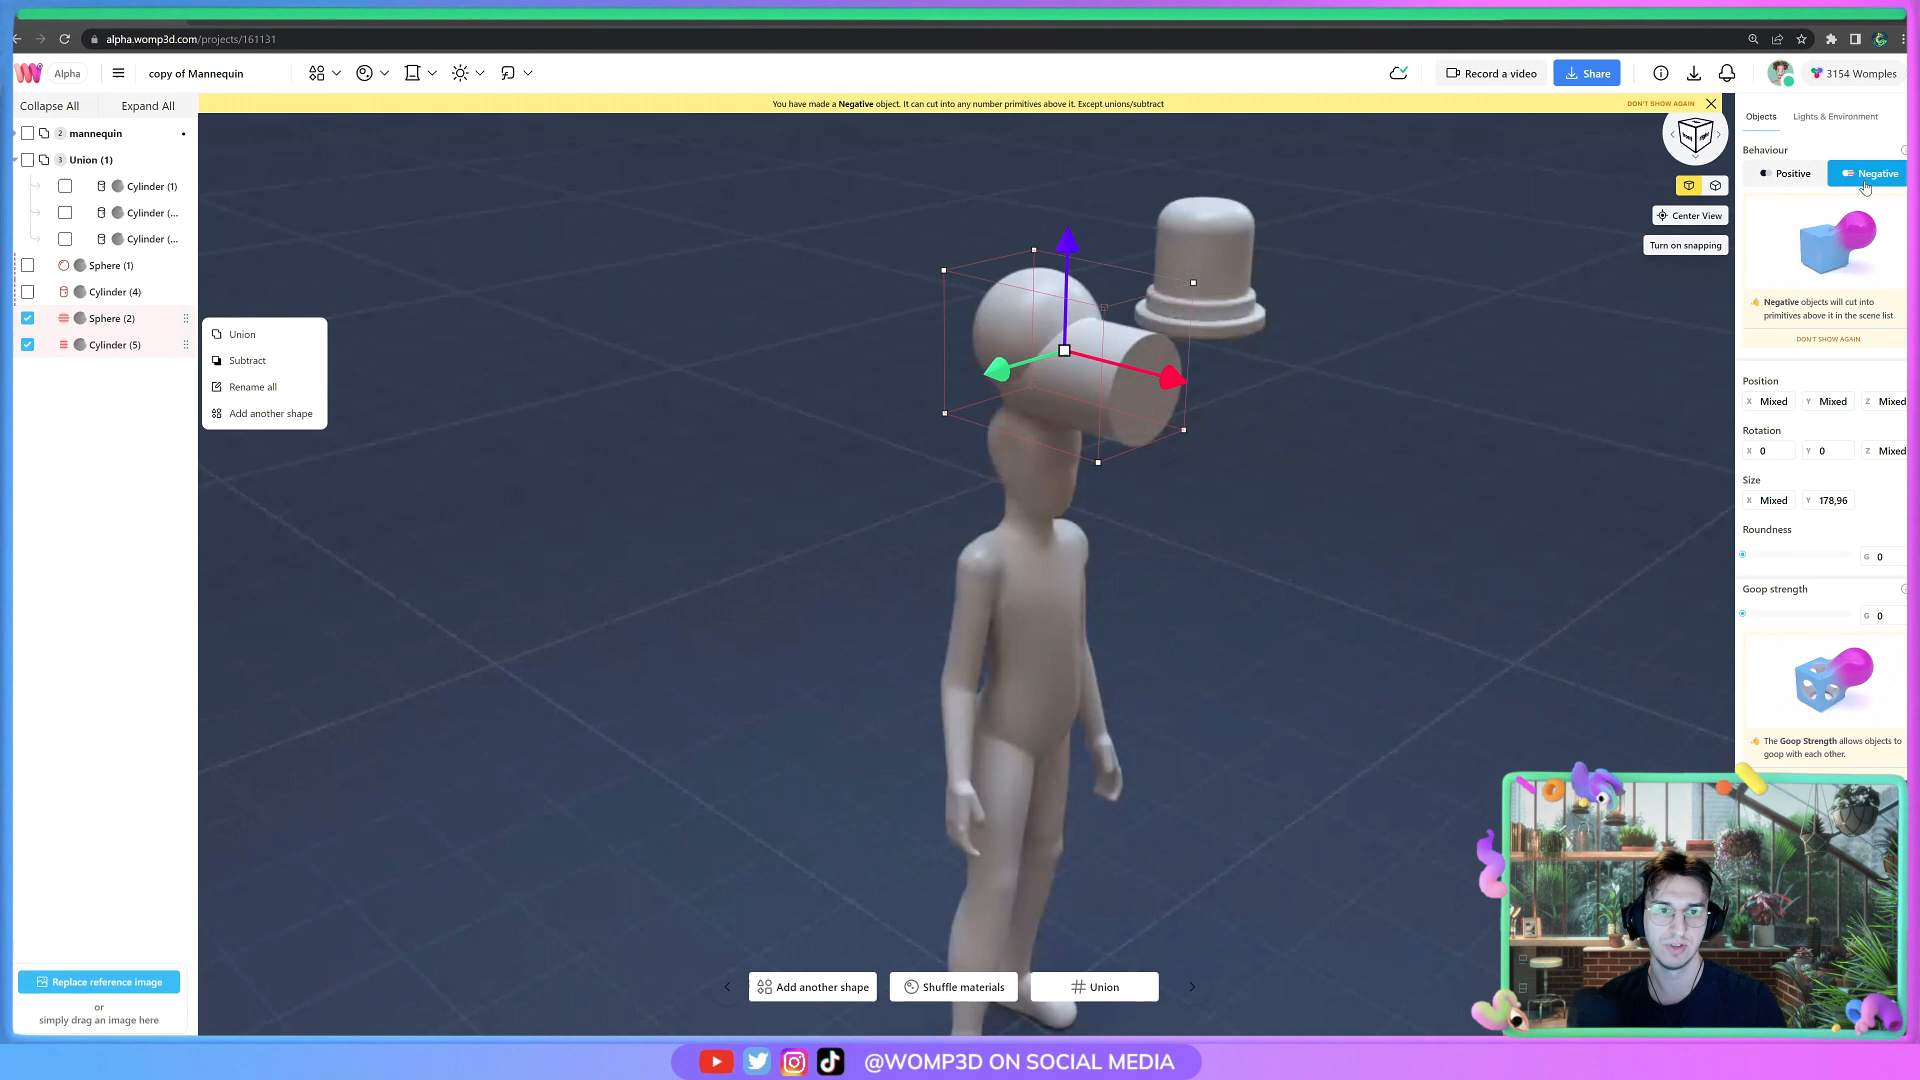 alpha.womp3d.com/projects/161131
Alpha
copy of Mannequin
Record a video
Share
3154 Womples
Collapse All
Expand All
You have made a Negative object. It can cut into any number primitives above it. Except unions/subtract
DON'T SHOW AGAIN
2 mannequin
3 Union (1)
Cylinder (1)
Cylinder (...
Cylinder (...
Sphere (1)
Cylinder (4)
Sphere (2)
Cylinder (5)
Union
Subtract
Rename all
Add another shape
Center View
Turn on snapping
Objects
Lights & Environment
Behaviour
Positive
Negative
Negative objects will cut into
primitives above it in the scene list
DON'T SHOW AGAIN
Position
X Mixed
Y Mixed
Z Mixed
Rotation
X 0
Y 0
Z Mixed
Size
X Mixed
Y 178,96
Roundness
G 0
Goop strength
G 0
The Goop Strength allows objects to
goop with each other.
Replace reference image
or
simply drag an image here
Add another shape
Shuffle materials
Union
@WOMP3D ON SOCIAL MEDIA